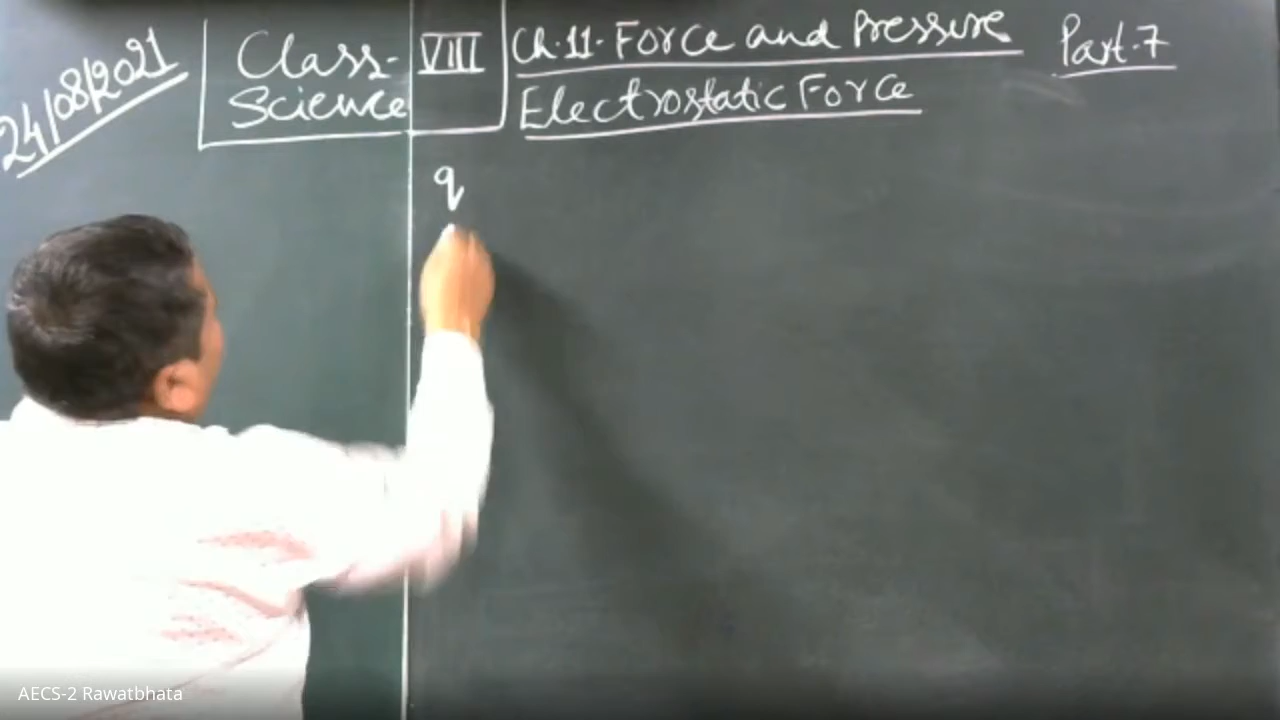 24/08/2021
Class- VIII
Science
Ch.11. Force and Pressure
Part.7
Electrostatic Force
q
AECS-2 Rawatbhata